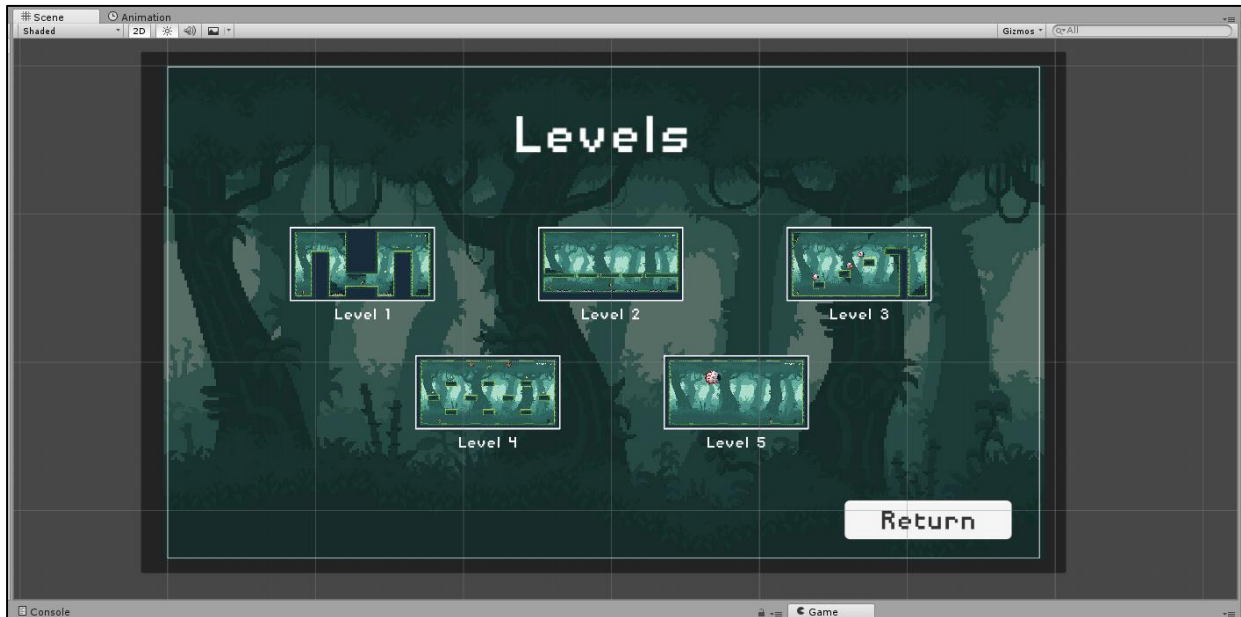 Scene Animation
Shaded 2D Gizmos All
Levels
Level 1 Level 2 Level 3
Level 4 Level 5
Return
Console Game